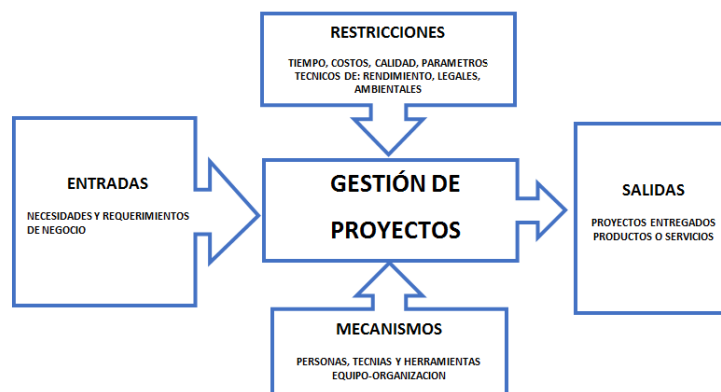 RESTRICCIONES
TIEMPO, COSTOS, CALIDAD, PARAMETROS
TECNICOS DE: RENDIMIENTO, LEGALES,
AMBIENTALES
ENTRADAS
NECESIDADES Y REQUERIMIENTOS
DE NEGOCIO
GESTIÓN DE
PROYECTOS
SALIDAS
PROYECTOS ENTREGADOS
PRODUCTOS O SERVICIOS
MECANISMOS
PERSONAS, TECNIAS Y HERRAMIENTAS
EQUIPO-ORGANIZACION